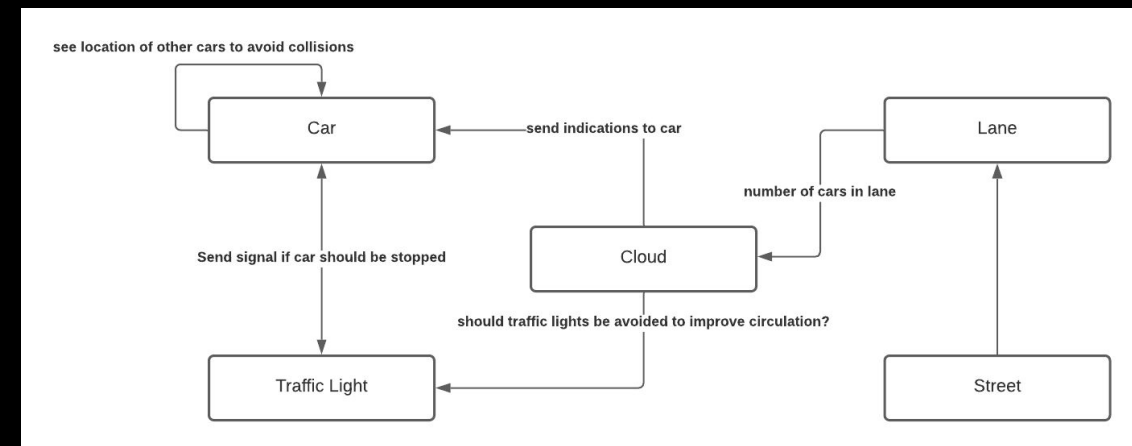 see location of other cars to avoid collisions
Car
send indications to car
Lane
number of cars in lane
Send signal if car should be stopped
Cloud
should traffic lights be avoided to improve circulation?
Traffic Light
Street